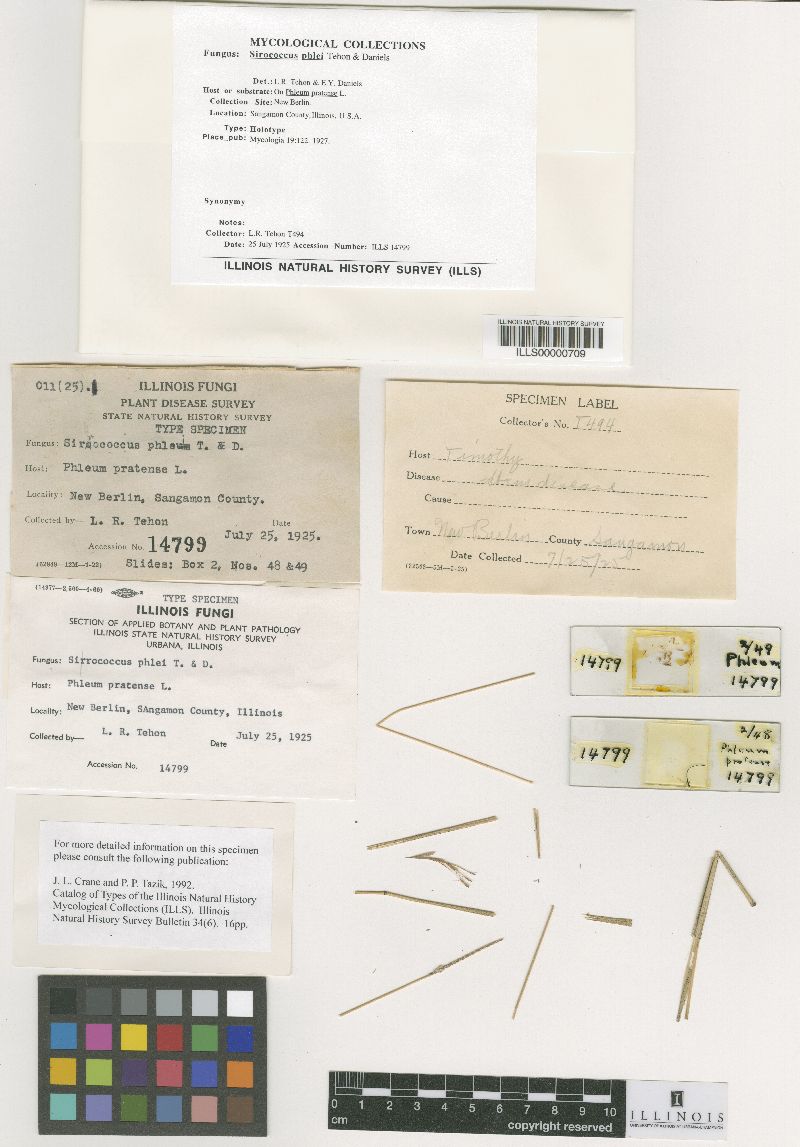 MYCOLOGICAL COLLECTIONS
Fungus: Sirococcus phlei Tehon & Daniels
Det.: L.R. Tehon & E.Y. Daniels
Host or substrate: On Phleum pratense L.
Collection Site: New Berlin.
Location: Sangamon County, Illinois, U.S.A.
Type: Holotype
Place_pub: Mycologia 19:122. 1927.
Synonymy
Notes:
Collector: L.R. Tehon T494
Date: 25 July 1925 Accession Number: ILLS 14799
ILLINOIS NATURAL HISTORY SURVEY (ILLS)
ILLINOIS NATURAL HISTORY SURVEY
ILLS00000709
011(25).1 ILLINOIS FUNGI
PLANT DISEASE SURVEY
STATE NATURAL HISTORY SURVEY
TYPE SPECIMEN
Fungus: Sirococcus phleum T. & D.
Host: Phleum pratense L.
Locality: New Berlin, Sangamon County.
Collected by— L. R. Tehon Date
July 25, 1925.
Accession No. 14799
Slides: Box 2, Nos. 48 &49
SPECIMEN LABEL
Collector's No. T494
Host Timothy
Disease
Cause
Town New Berlin County Sangamon
Date Collected 7/25/25
TYPE SPECIMEN
ILLINOIS FUNGI
SECTION OF APPLIED BOTANY AND PLANT PATHOLOGY
ILLINOIS STATE NATURAL HISTORY SURVEY
URBANA, ILLINOIS
Fungus: Sirrococcus phlei T. & D.
Host: Phleum pratense L.
Locality: New Berlin, SAngamon County, Illinois
Collected by— L. R. Tehon Date July 25, 1925
Accession No. 14799
14799
2/49
Phleum
14799
14799
2/48
Phleum
pratense
14799
For more detailed information on this specimen
please consult the following publication:
J. L. Crane and P. P. Tazik, 1992.
Catalog of Types of the Illinois Natural History
Mycological Collections (ILLS). Illinois
Natural History Survey Bulletin 34(6). 16pp.
0 1 2 3 4 5 6 7 8 9 10
cm
copyright reserved
I
ILLINOIS
UNIVERSITY OF ILLINOIS AT URBANA-CHAMPAIGN